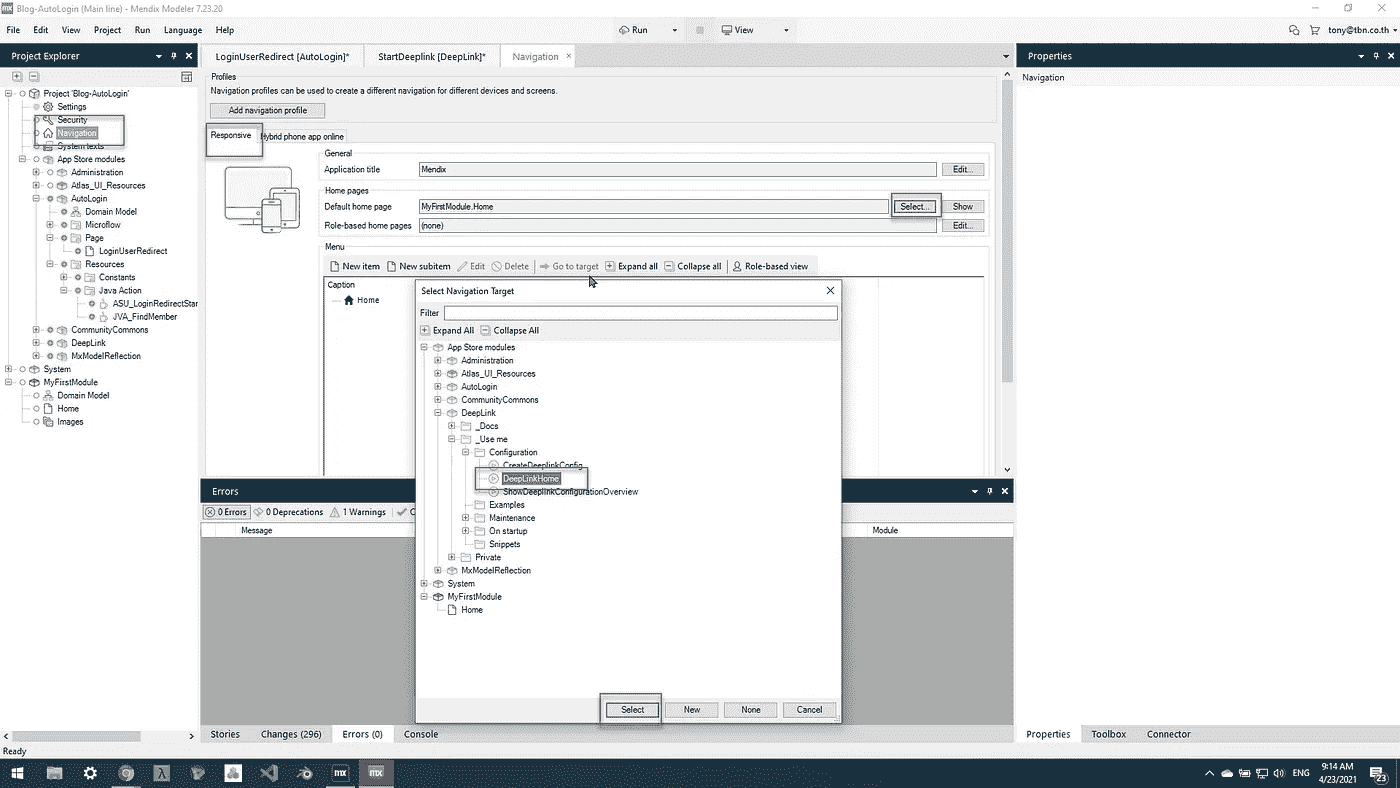 Blog-AutoLogin (Main line) - Mendix Modeler 7.23.20
File Edit View Project Run Language Help
Run View tony@tbn.co.th
Project Explorer
Project 'Blog-AutoLogin'
Settings
Security
Navigation
System texts
App Store modules
Administration
Atlas_UI_Resources
AutoLogin
Domain Model
Microflow
Page
LoginUserRedirect
Resources
Constants
Java Action
ASU_LoginRedirectStar
JVA_FindMember
CommunityCommons
DeepLink
MxModelReflection
System
MyFirstModule
Domain Model
Home
Images
LoginUserRedirect [AutoLogin]* StartDeeplink [DeepLink]* Navigation
Profiles
Navigation profiles can be used to create a different navigation for different devices and screens.
Add navigation profile
Responsive Hybrid phone app online
General
Application title Mendix Edit...
Home pages
Default home page MyFirstModule.Home Select... Show
Role-based home pages (none) Edit...
Menu
New item New subitem Edit Delete Go to target Expand all Collapse all Role-based view
Caption
Home
Select Navigation Target
Filter
Expand All Collapse All
App Store modules
Administration
Atlas_UI_Resources
AutoLogin
CommunityCommons
DeepLink
_Docs
_Use me
Configuration
CreateDeeplinkConfig
DeepLinkHome
ShowDeeplinkConfigurationOverview
Examples
Maintenance
On startup
Snippets
Private
MxModelReflection
System
MyFirstModule
Home
Select New None Cancel
Errors
0 Errors 0 Deprecations 1 Warnings C
Message Module
Stories Changes (296) Errors (0) Console
Properties
Navigation
Properties Toolbox Connector
Ready
mx mx
ENG 9:14 AM
4/23/2021 23